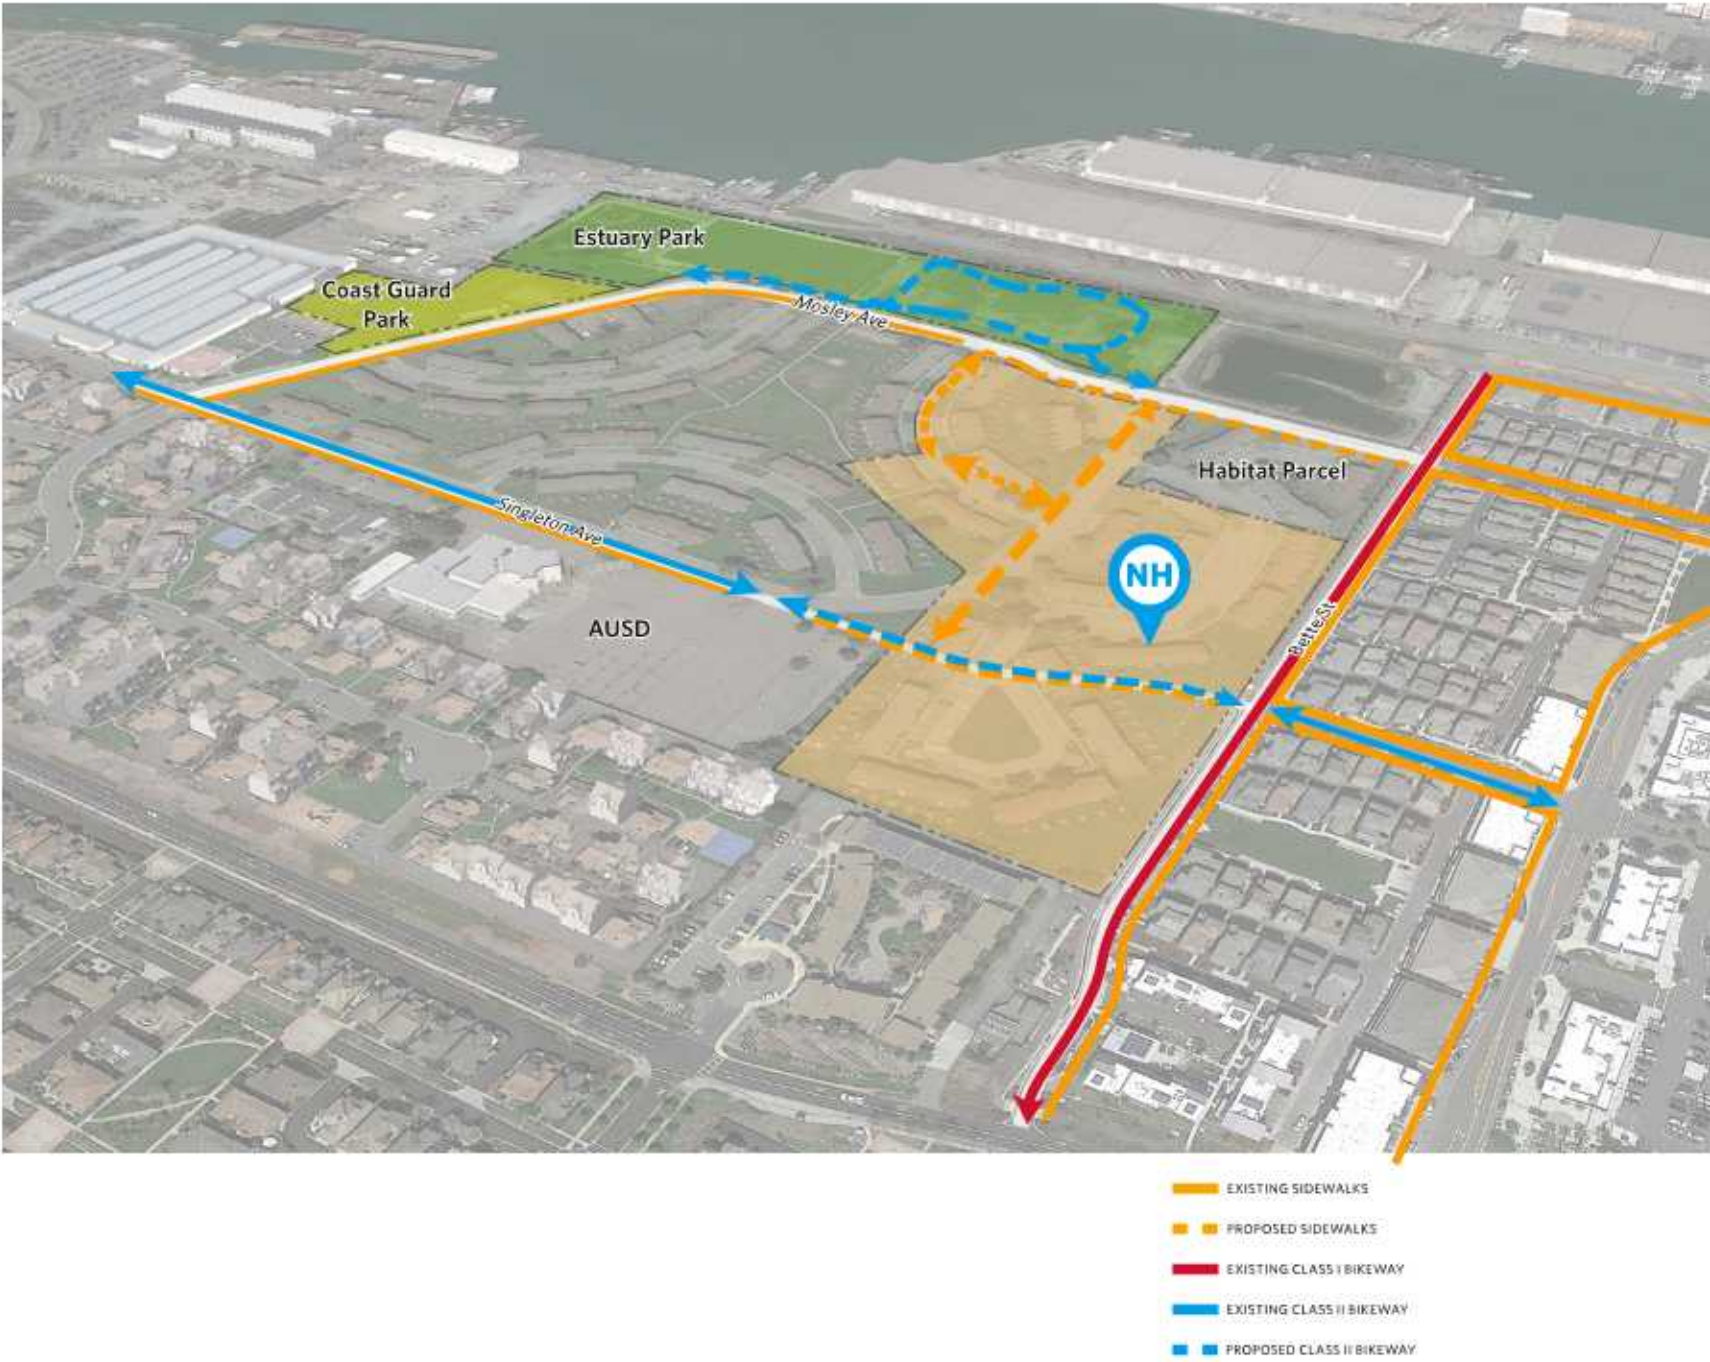 Estuary Park
Coast Guard
Park
Mosley Ave
Habitat Parcel
Singleton Ave
NH
AUSD
Bette St
EXISTING SIDEWALKS
PROPOSED SIDEWALKS
EXISTING CLASS I BIKEWAY
EXISTING CLASS II BIKEWAY
PROPOSED CLASS II BIKEWAY